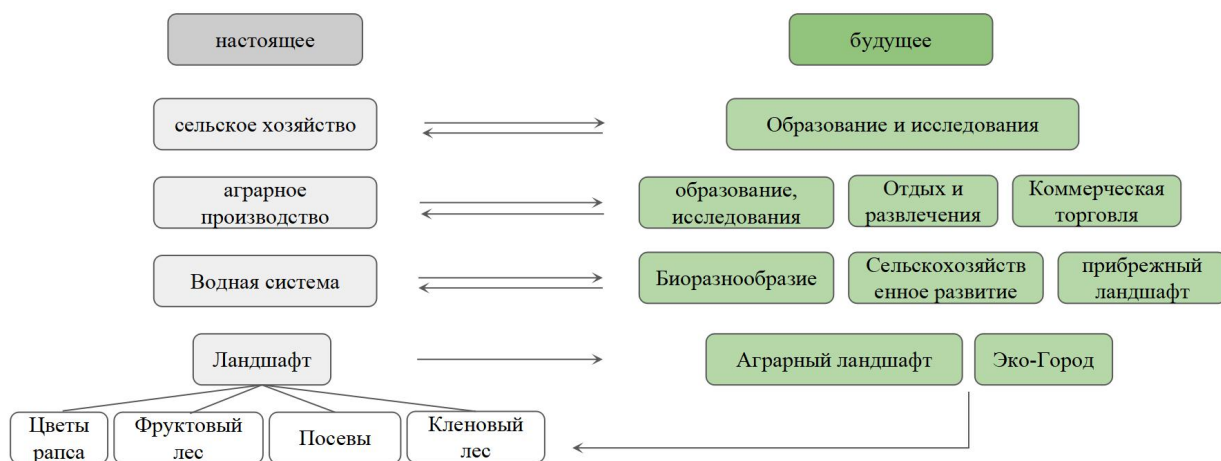 настоящее
будущее
сельское хозяйство
Образование и исследования
аграрное
производство
образование,
исследования
Отдых и
развлечения
Коммерческая
торговля
Водная система
Биоразнообразие
Сельскохозяйств
енное развитие
прибрежный
ландшафт
Ландшафт
Аграрный ландшафт
Эко-Город
Цветы
рапса
Фруктовый
лес
Посевы
Кленовый
лес